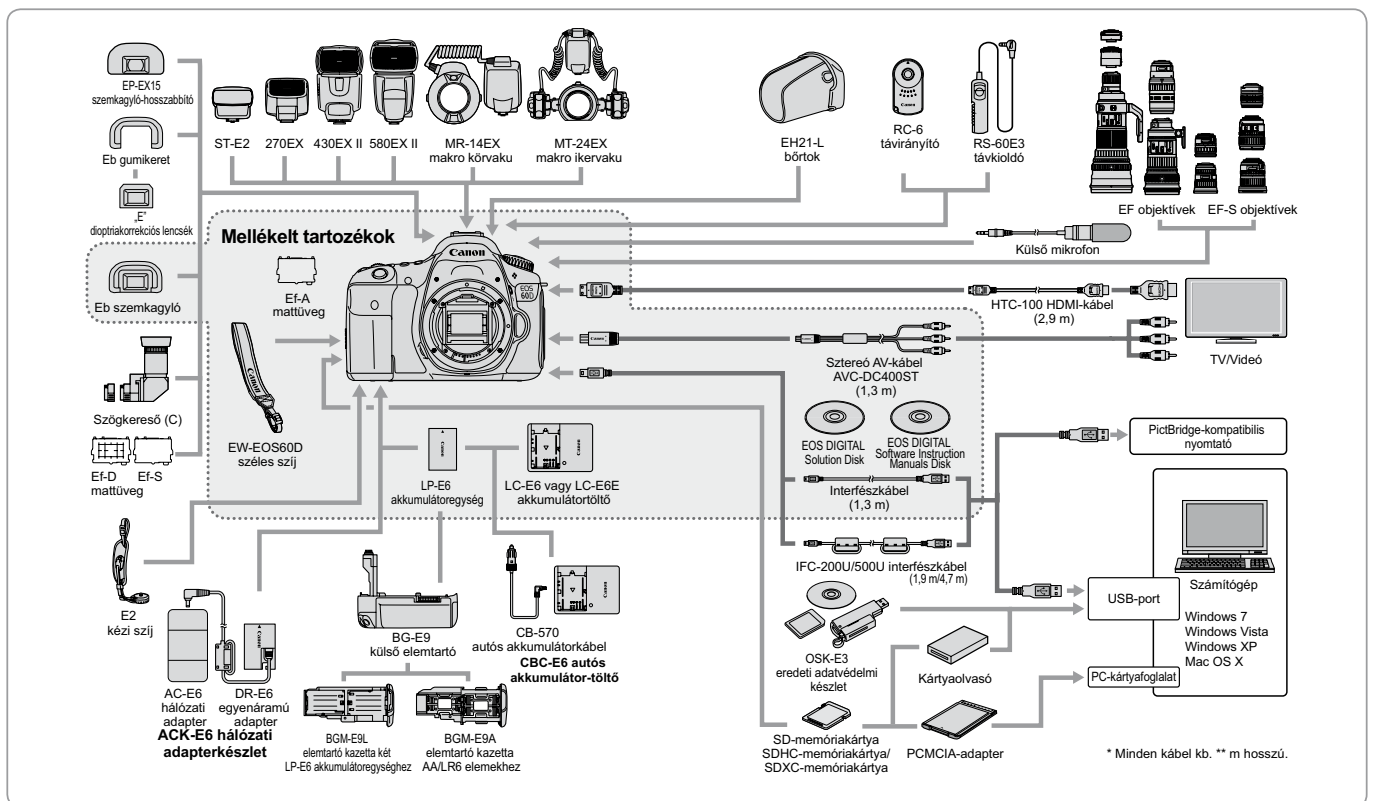 EP-EX15
szemkagyló-hosszabbító
Eb gumikeret
„E”
dioptriakorrekciós lencsék
Eb szemkagyló
Szögkereső (C)
Ef-D
mattüveg
Ef-S
E2
kézi szíj
ST-E2
270EX
430EX II
580EX II
MR-14EX
makro körvaku
MT-24EX
makro ikervaku
EH21-L
bőrtok
RC-6
távirányító
RS-60E3
távkioldó
EF objektívek
EF-S objektívek
Külső mikrofon
Mellékelt tartozékok
Ef-A
mattüveg
Canon
EOS
60D
Canon
EW-EOS60D
széles szíj
HTC-100 HDMI-kábel
(2,9 m)
TV/Videó
Sztereó AV-kábel
AVC-DC400ST
(1,3 m)
EOS DIGITAL
Solution Disk
EOS DIGITAL
Software Instruction
Manuals Disk
Interfészkábel
(1,3 m)
LP-E6
akkumulátoregység
LC-E6 vagy LC-E6E
akkumulátortöltő
IFC-200U/500U interfészkábel
(1,9 m/4,7 m)
PictBridge-kompatibilis
nyomtató
Számítógép
USB-port
Windows 7
Windows Vista
Windows XP
Mac OS X
PC-kártyafoglalat
AC-E6
hálózati
adapter
DR-E6
egyenáramú
adapter
ACK-E6 hálózati
adapterkészlet
BG-E9
külső elemtartó
BGM-E9L
elemtartó kazetta két
LP-E6 akkumulátoregységhez
BGM-E9A
elemtartó kazetta
AA/LR6 elemekhez
CB-570
autós akkumulátorkábel
CBC-E6 autós
akkumulátor-töltő
OSK-E3
eredeti adatvédelmi
készlet
Kártyaolvasó
SD-memóriakártya
SDHC-memóriakártya/
SDXC-memóriakártya
PCMCIA-adapter
* Minden kábel kb. ** m hosszú.